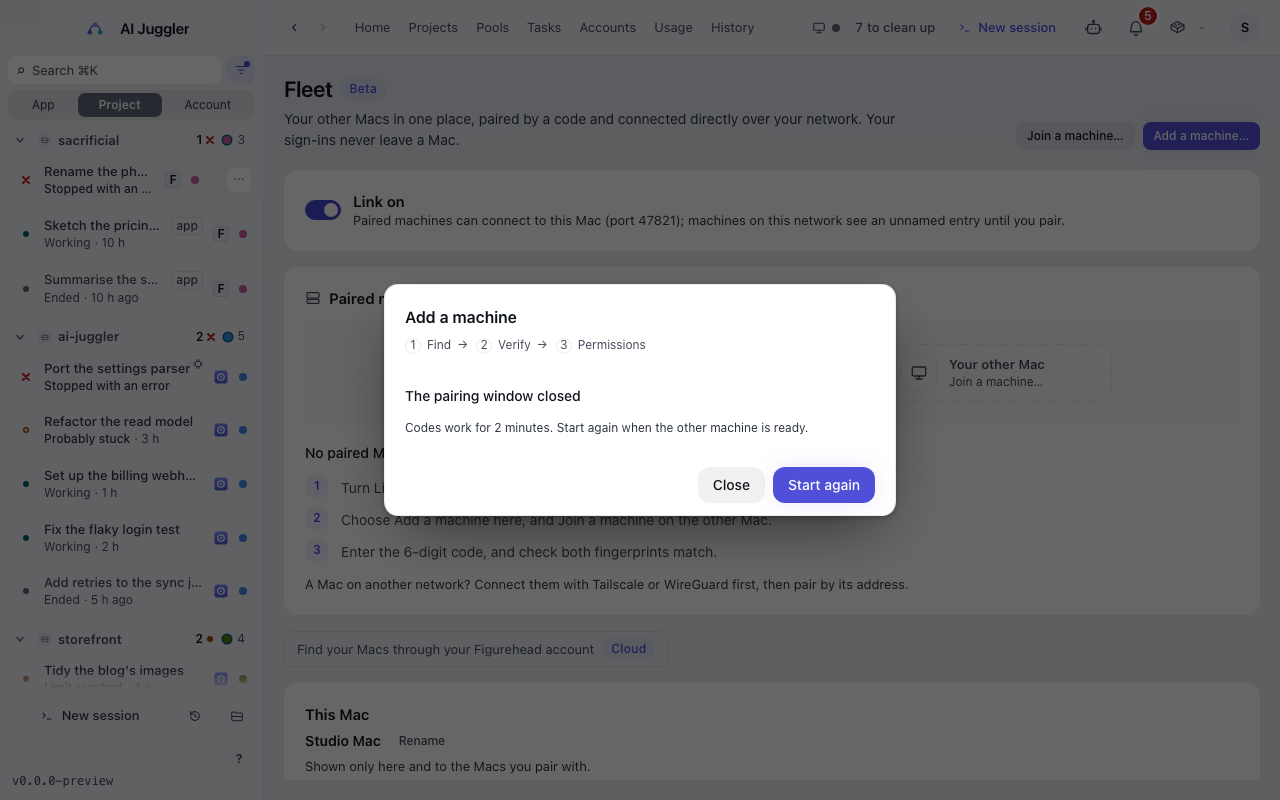 AI Juggler
Search ⌘K
App Project Account
sacrificial 1 3
Rename the ph... F
Stopped with an ...
Sketch the pricin... app F
Working · 10 h
Summarise the s... app F
Ended · 10 h ago
ai-juggler 2 5
Port the settings parser
Stopped with an error
Refactor the read model
Probably stuck · 3 h
Set up the billing webh...
Working · 1 h
Fix the flaky login test
Working · 2 h
Add retries to the sync j...
Ended · 5 h ago
storefront 2 4
Tidy the blog's images
New session
?
v0.0.0-preview
Home Projects Pools Tasks Accounts Usage History 7 to clean up New session 5 S
Fleet Beta
Your other Macs in one place, paired by a code and connected directly over your network. Your
sign-ins never leave a Mac.
Join a machine... Add a machine...
Link on
Paired machines can connect to this Mac (port 47821); machines on this network see an unnamed entry until you pair.
Paired
Your other Mac
Join a machine...
Add a machine
1 Find → 2 Verify → 3 Permissions
The pairing window closed
Codes work for 2 minutes. Start again when the other machine is ready.
Close Start again
No paired
1 Turn
2 Choose Add a machine here, and Join a machine on the other Mac.
3 Enter the 6-digit code, and check both fingerprints match.
A Mac on another network? Connect them with Tailscale or WireGuard first, then pair by its address.
Find your Macs through your Figurehead account Cloud
This Mac
Studio Mac Rename
Shown only here and to the Macs you pair with.